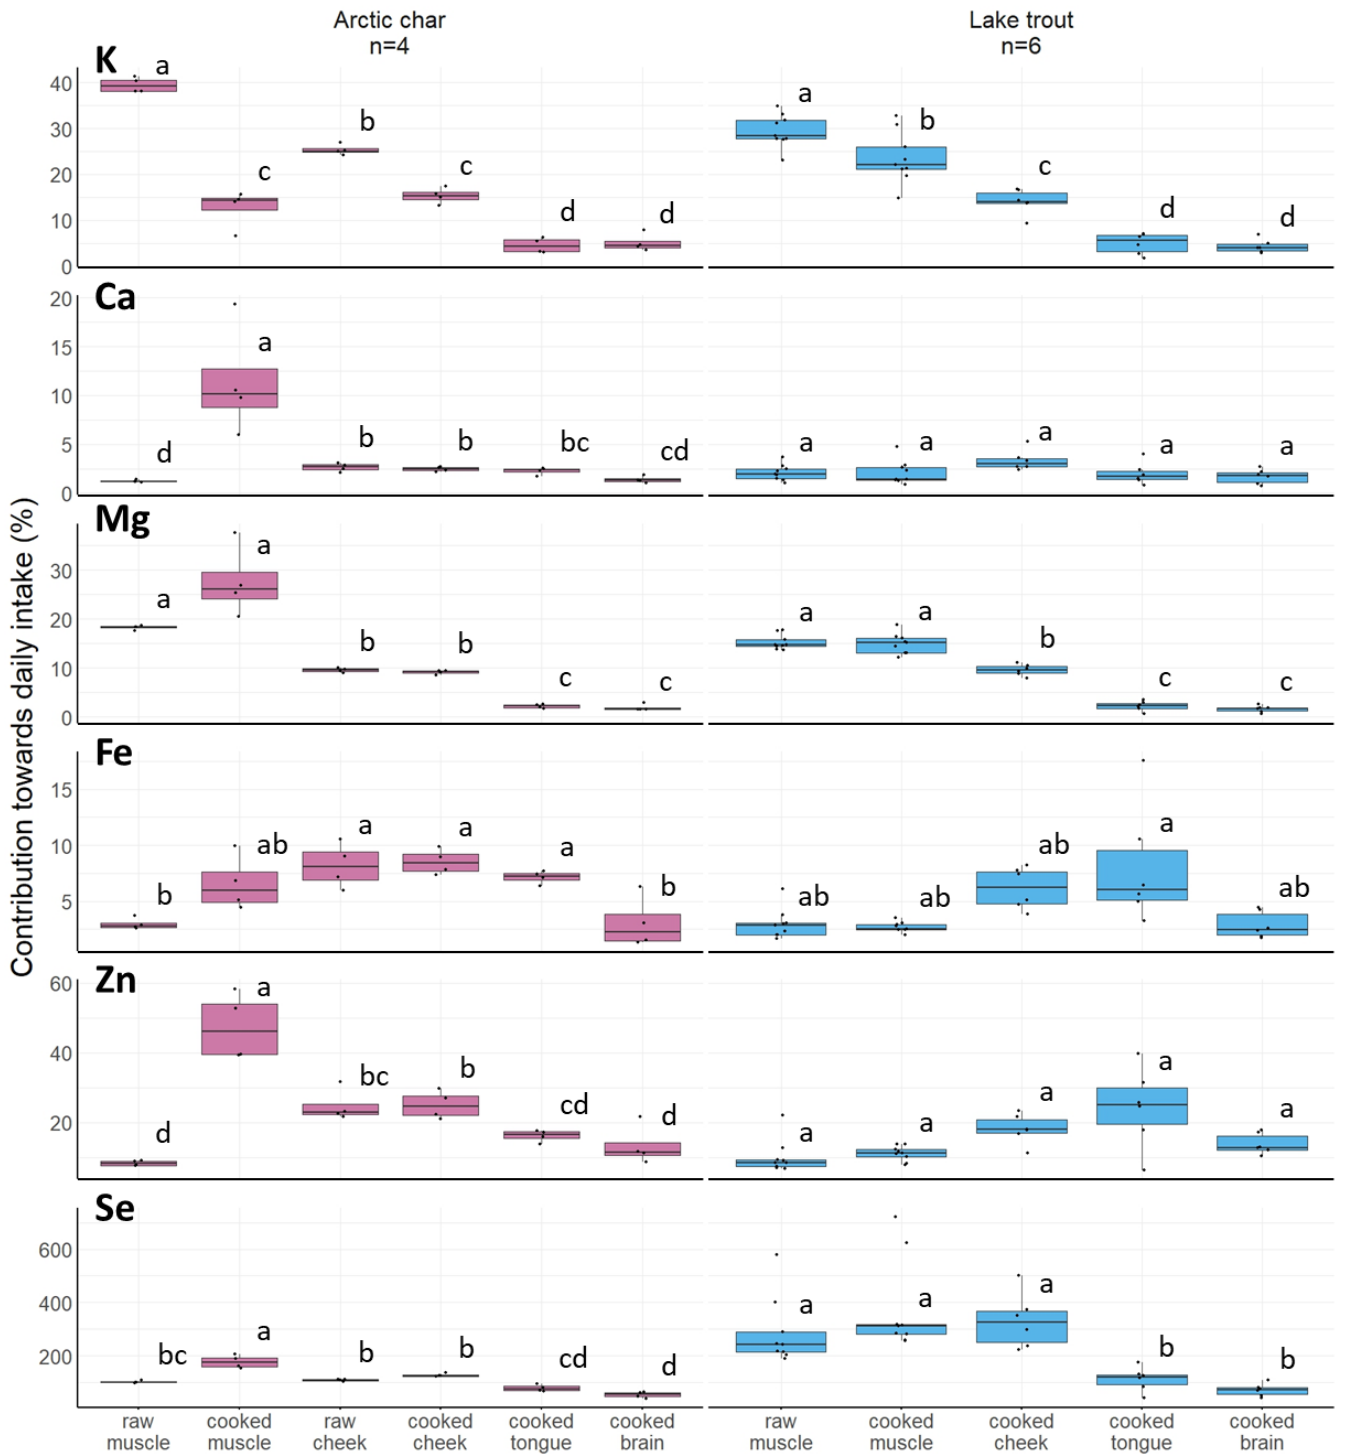 Arctic char
n=4
Lake trout
n=6
Contribution towards daily intake (%)
K
40
30
20
10
0
a
c
b
c
d
d
a
b
c
d
d
Ca
20
15
10
5
0
d
a
b
b
bc
cd
a
a
a
a
a
Mg
30
20
10
0
a
a
b
b
c
c
a
a
b
c
c
Fe
15
10
5
b
ab
a
a
a
b
ab
ab
ab
a
ab
Zn
60
40
20
d
a
bc
b
cd
d
a
a
a
a
a
Se
600
400
200
bc
a
b
b
cd
d
a
a
a
b
b
raw
muscle
cooked
muscle
raw
cheek
cooked
cheek
cooked
tongue
cooked
brain
raw
muscle
cooked
muscle
cooked
cheek
cooked
tongue
cooked
brain